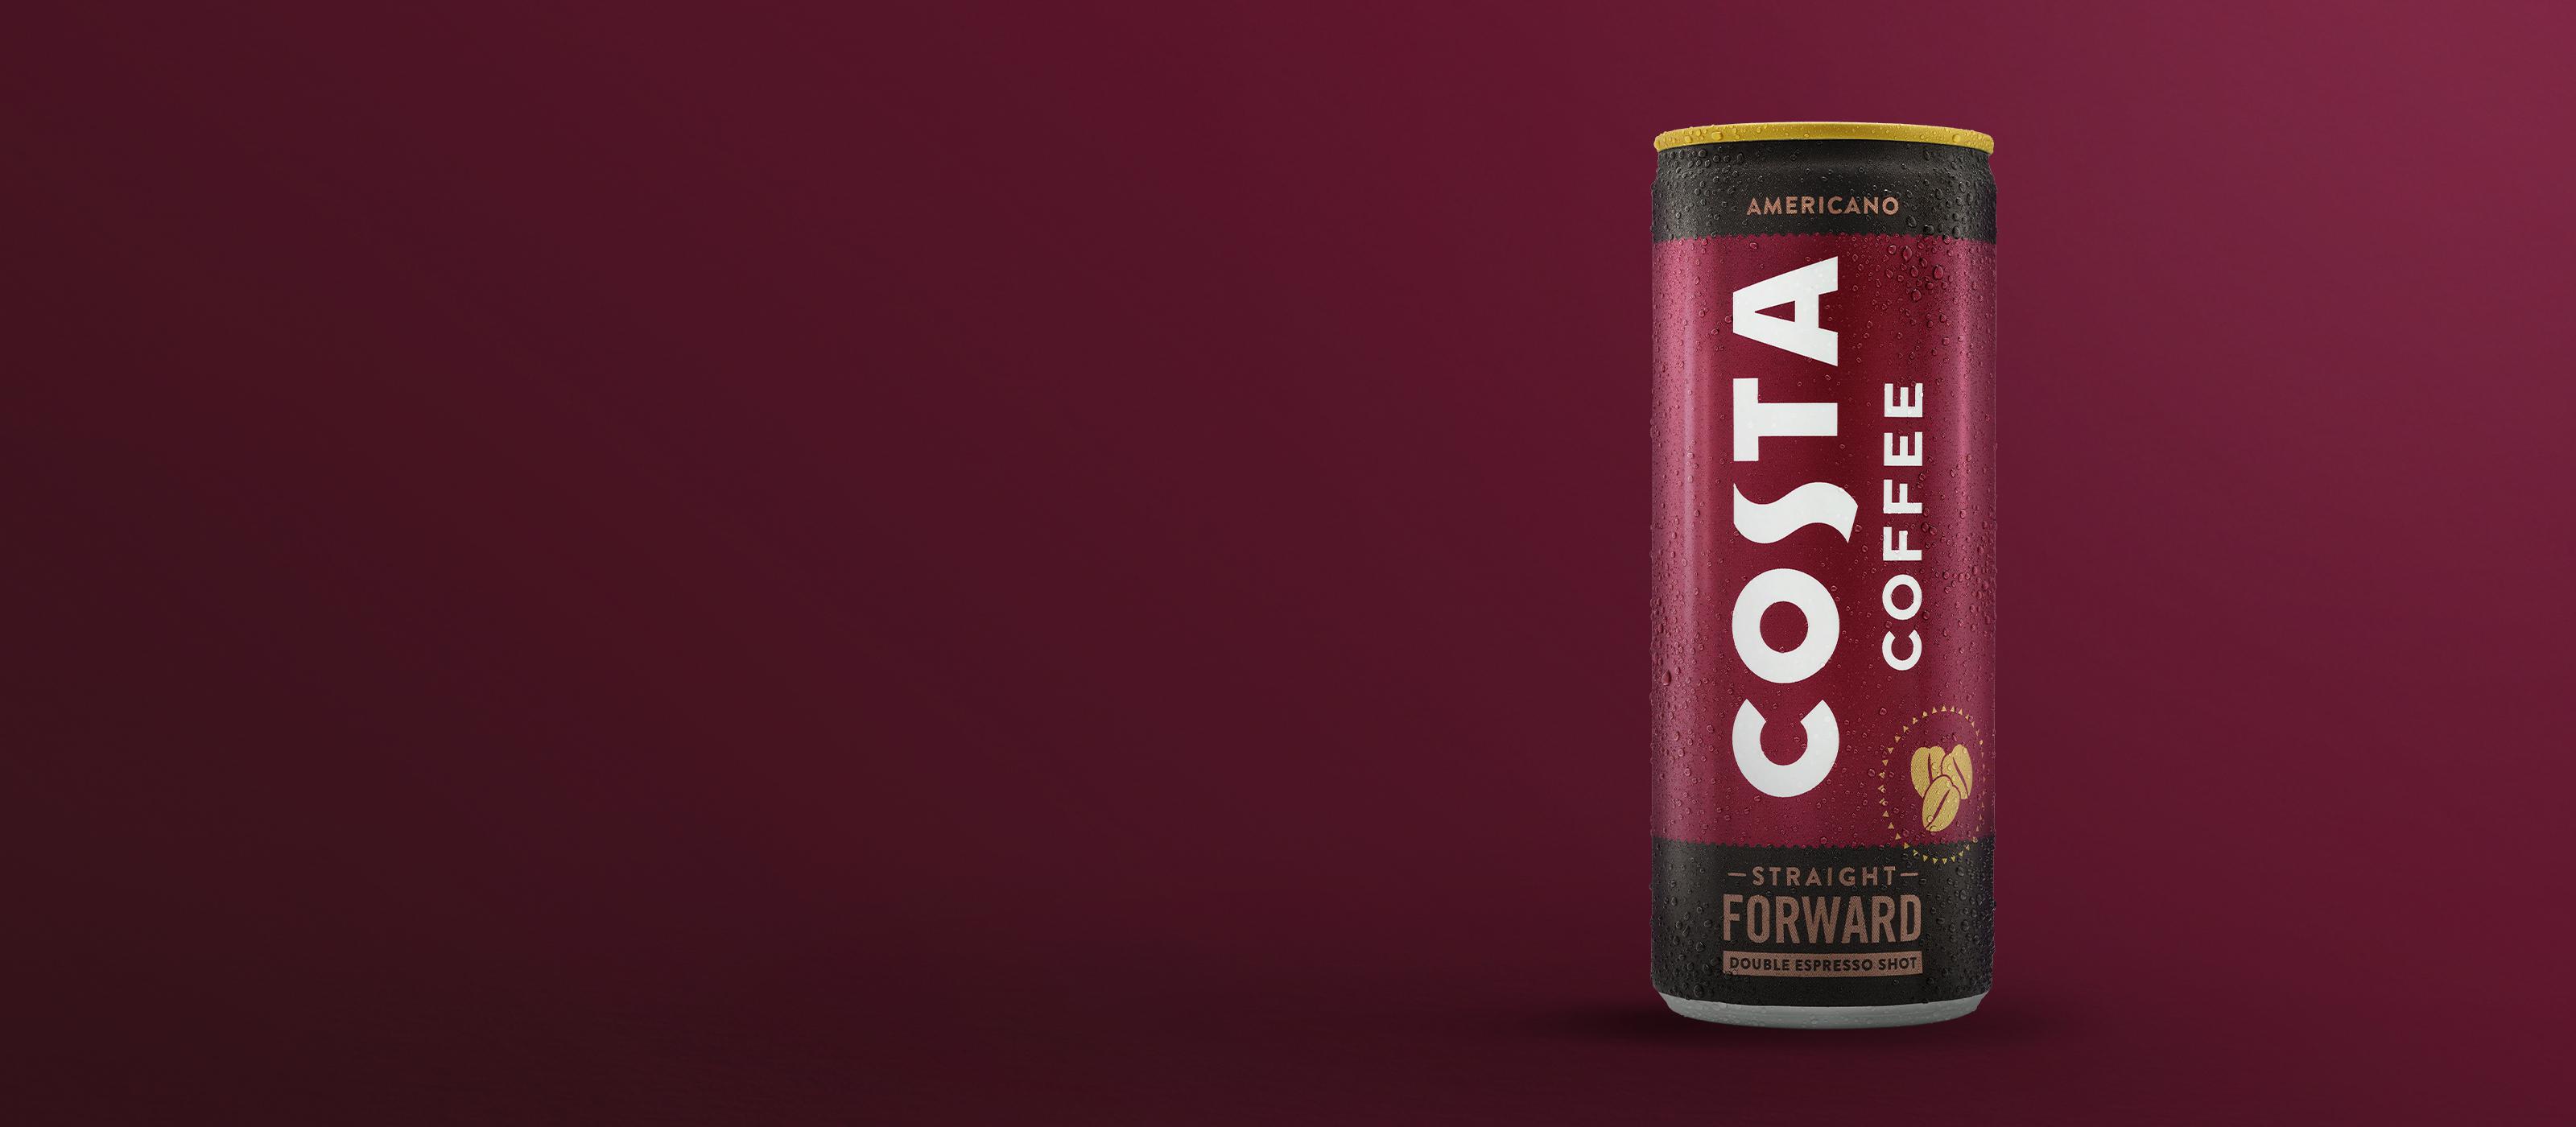 AMERICANO
COSTA
COFFEE
STRAIGHT
FORWARD
DOUBLE ESPRESSO SHOT